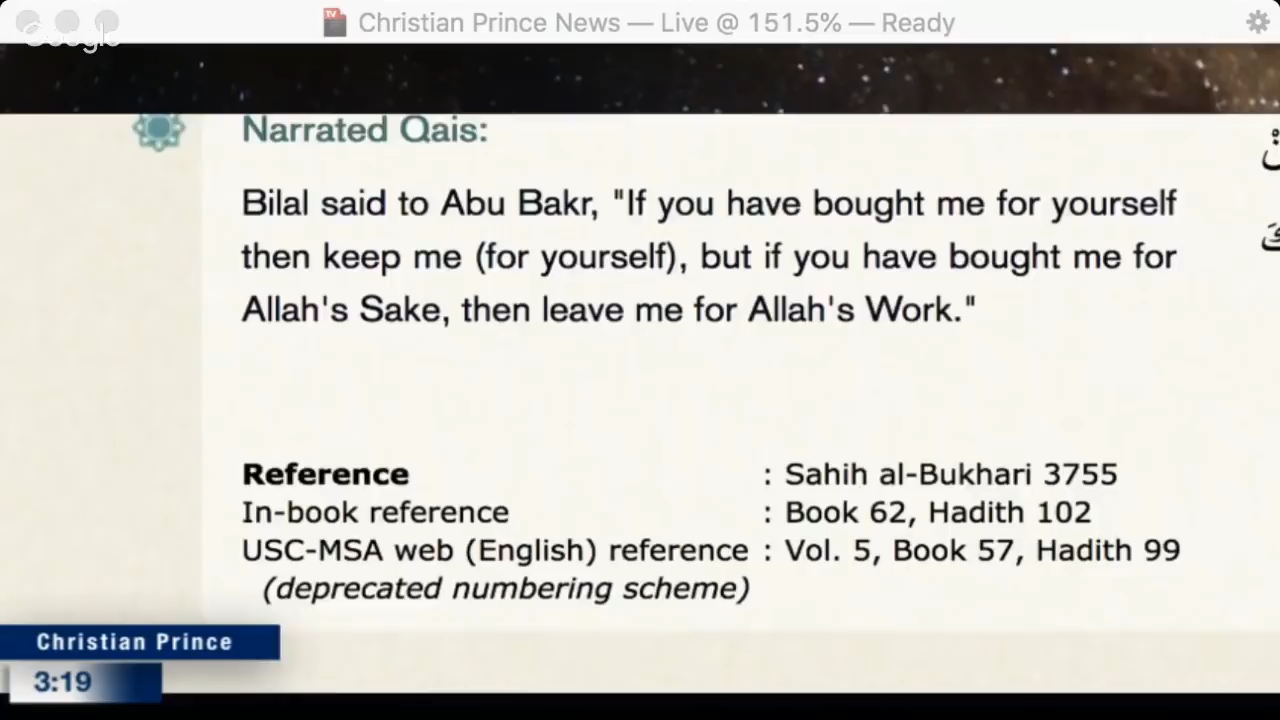 Christian Prince News — Live @ 151.5% — Ready
Google
Narrated Qais:
Bilal said to Abu Bakr, "If you have bought me for yourself
then keep me (for yourself), but if you have bought me for
Allah's Sake, then leave me for Allah's Work."
Reference : Sahih al-Bukhari 3755
In-book reference : Book 62, Hadith 102
USC-MSA web (English) reference : Vol. 5, Book 57, Hadith 99
(deprecated numbering scheme)
Christian Prince
3:19